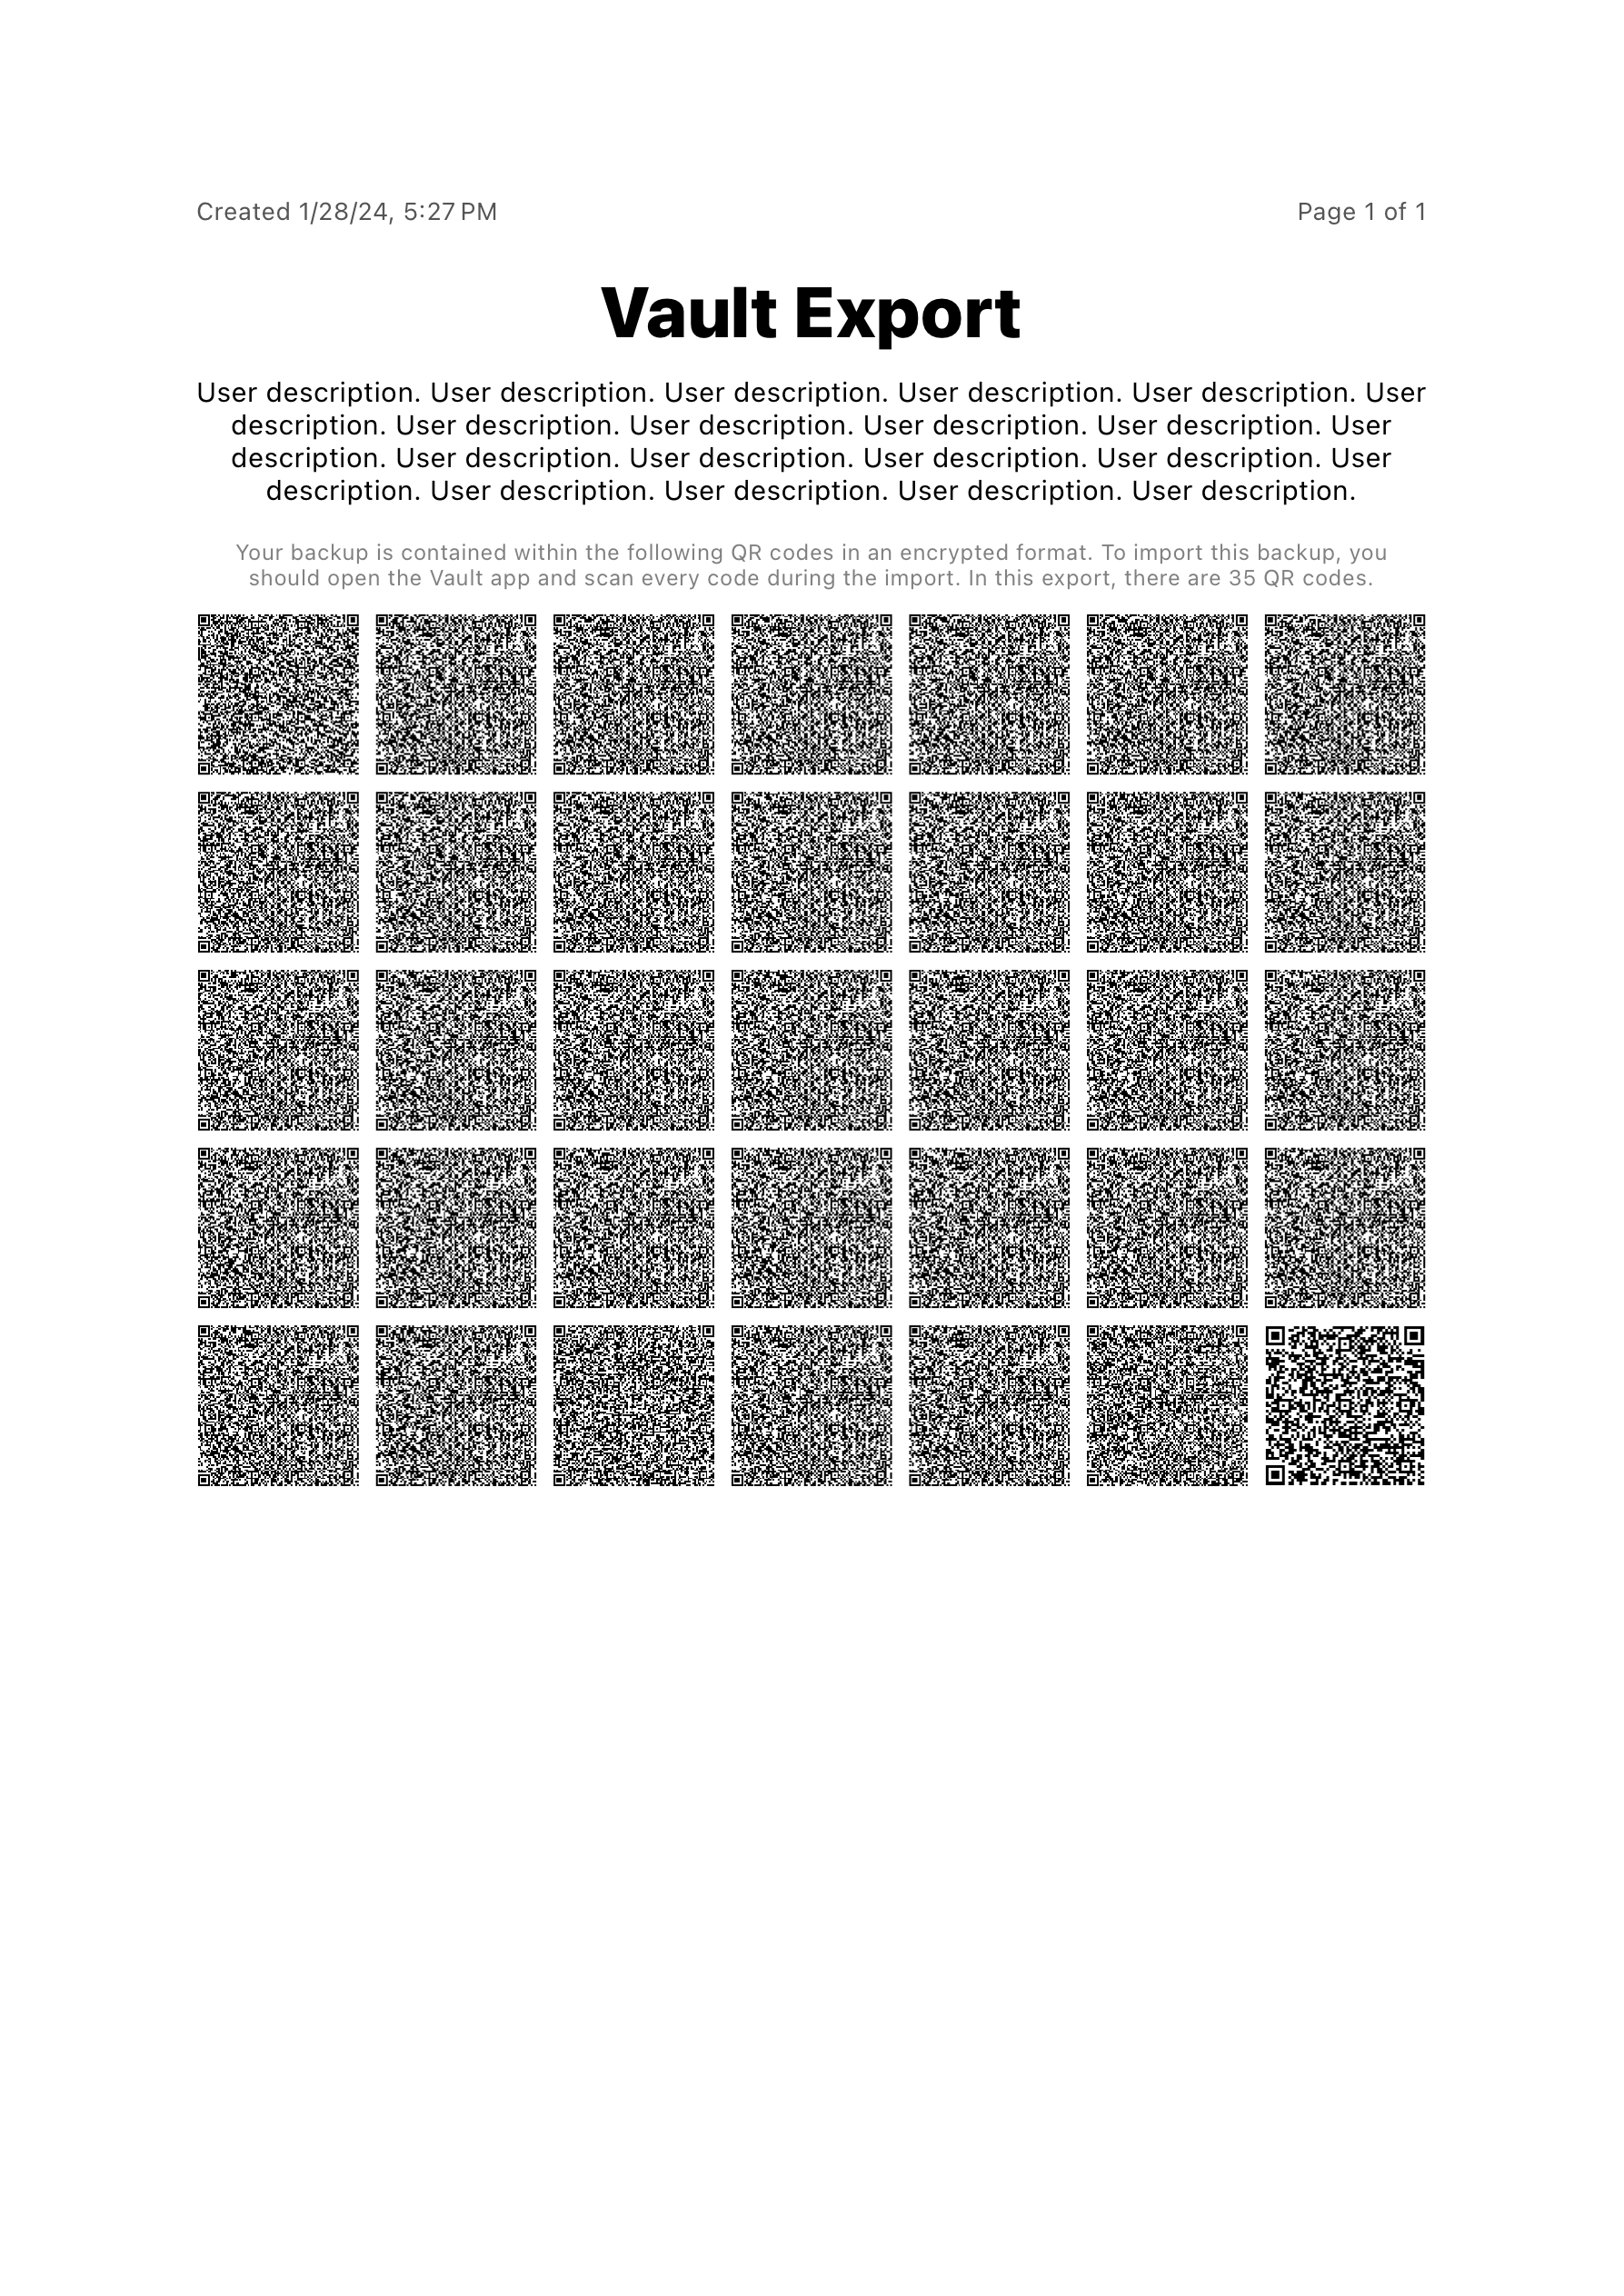 Created 1/28/24, 5:27 PM
Page 1 of 1
Vault Export
User description. User description. User description. User description. User description. User
description. User description. User description. User description. User description. User
description. User description. User description. User description. User description. User
description. User description. User description. User description. User description.
Your backup is contained within the following QR codes in an encrypted format. To import this backup, you
should open the Vault app and scan every code during the import. In this export, there are 35 QR codes.